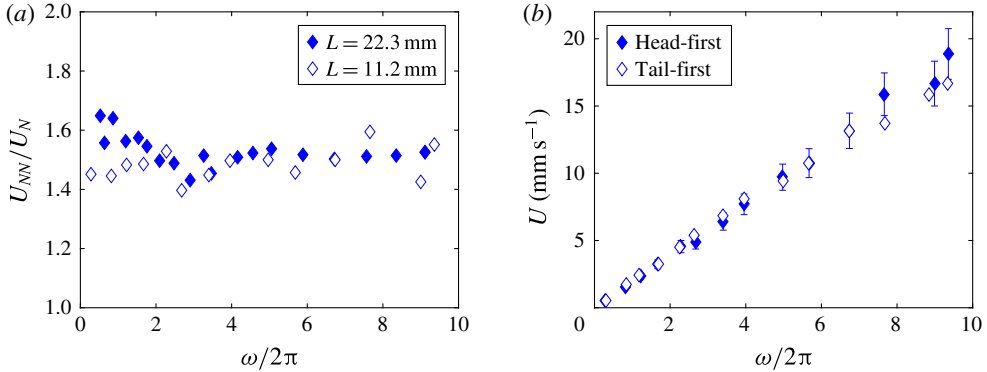 (a)
2.0
1.8
1.6
1.4
1.2
1.0
U_NN/U_N
L = 22.3 mm
L = 11.2 mm
0 2 4 6 8 10
ω/2π
(b)
20
15
10
5
U (mm s⁻¹)
Head-first
Tail-first
0 2 4 6 8 10
ω/2π